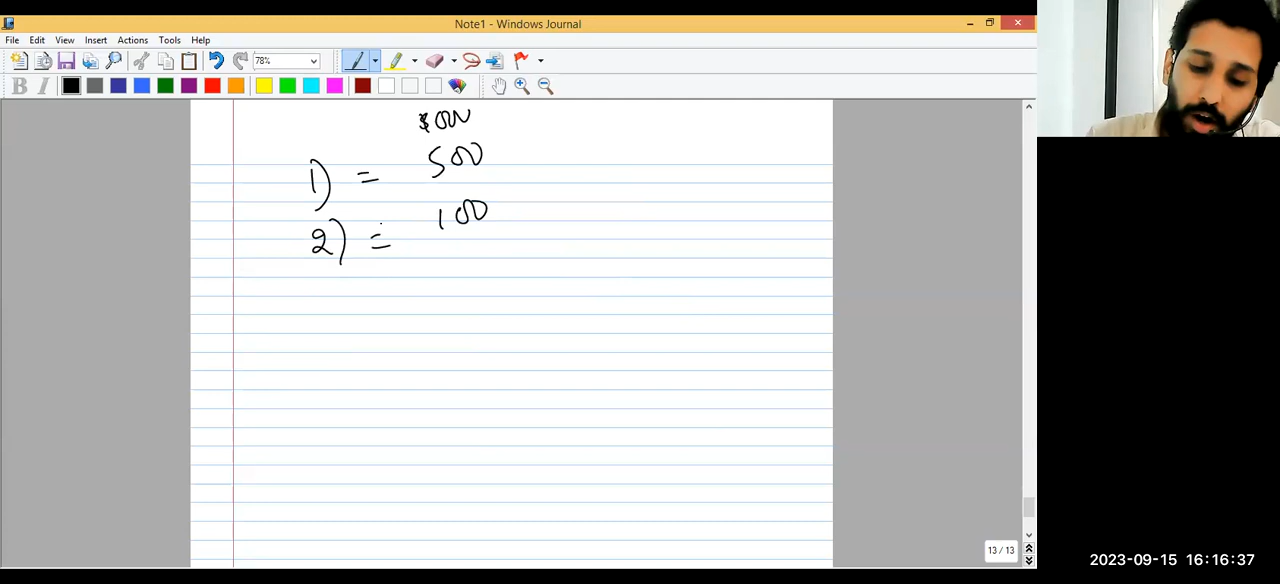 Note1 - Windows Journal
File Edit View Insert Actions Tools Help
78%
B I
1) = 500
2) = 100
13 / 13
2023-09-15 16:16:37